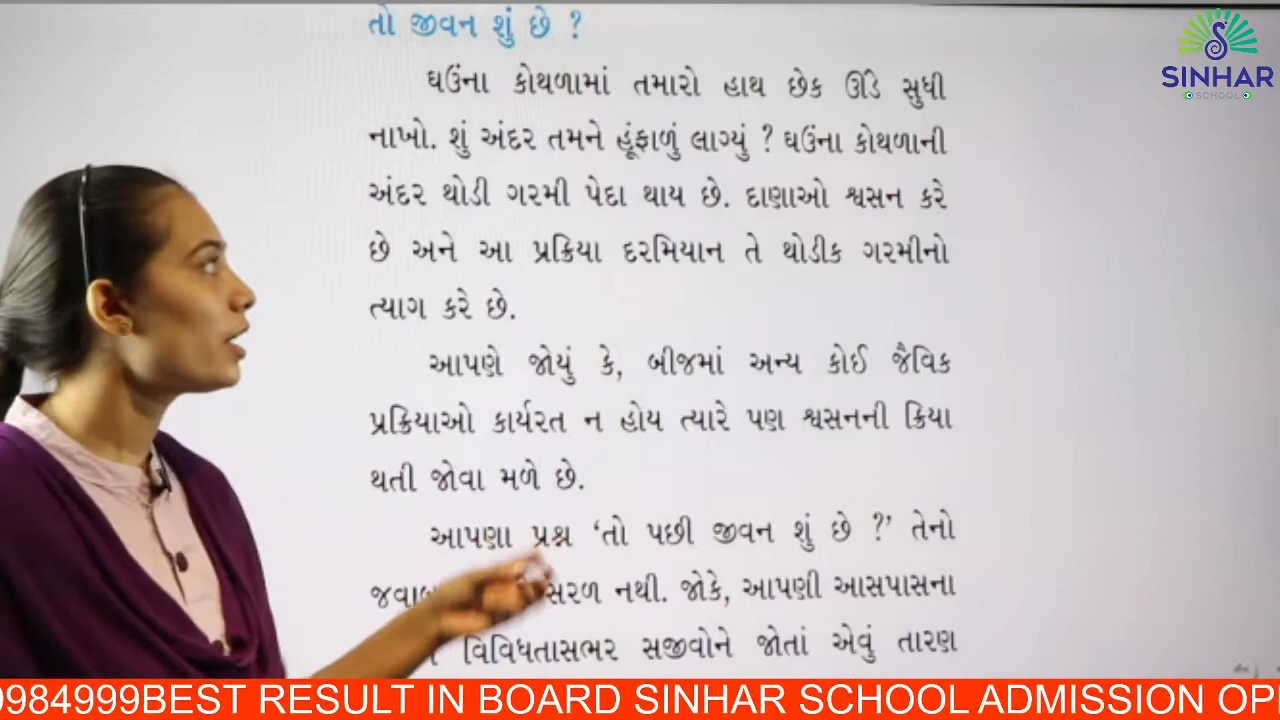 તો જીવન શું છે ?
ઘઉંના કોથળામાં તમારો હાથ છેક ઊંડે સુધી
નાખો. શું અંદર તમને હૂંફાળું લાગ્યું ? ઘઉંના કોથળાની
અંદર થોડી ગરમી પેદા થાય છે. દાણાઓ શ્વસન કરે
છે અને આ પ્રક્રિયા દરમિયાન તે થોડીક ગરમીનો
ત્યાગ કરે છે.
આપણે જોયું કે, બીજમાં અન્ય કોઈ જૈવિક
પ્રક્રિયાઓ કાર્યરત ન હોય ત્યારે પણ શ્વસનની ક્રિયા
થતી જોવા મળે છે.
આપણા પ્રશ્ન ‘તો પછી જીવન શું છે ?’ તેનો
સરળ નથી. જોકે, આપણી આસપાસના
વિવિધતાસભર સજીવોને જોતાં એવું તારણ
SINHAR
SCHOOL
9984999BEST RESULT IN BOARD SINHAR SCHOOL ADMISSION OP